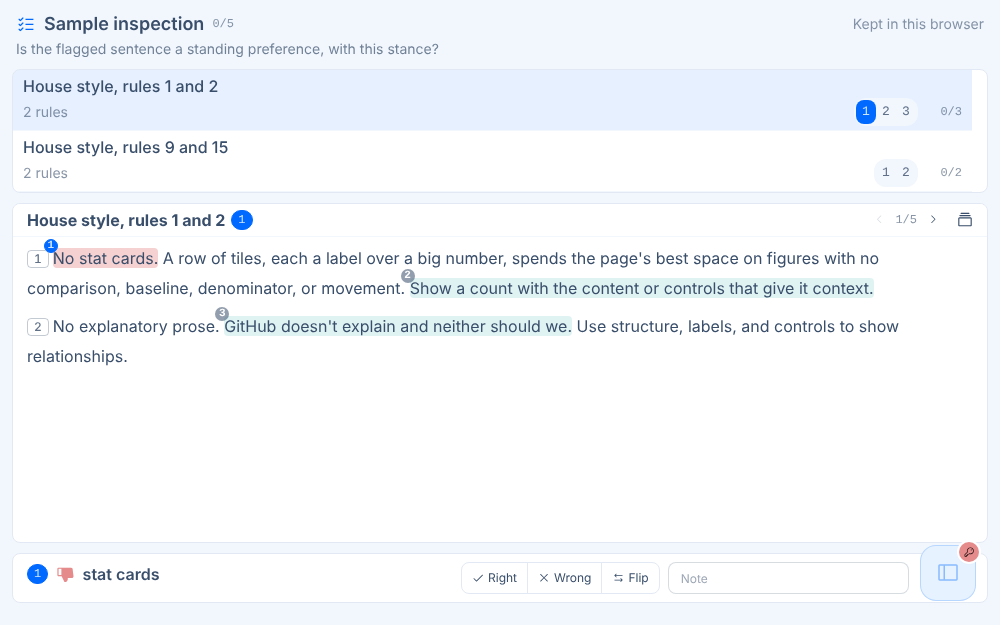 Sample inspection 0/5 Kept in this browser
Is the flagged sentence a standing preference, with this stance?
House style, rules 1 and 2
2 rules 1 2 3 0/3
House style, rules 9 and 15
2 rules 1 2 0/2
House style, rules 1 and 2 1 1/5
1 1 No stat cards. A row of tiles, each a label over a big number, spends the page's best space on figures with no
comparison, baseline, denominator, or movement. 2 Show a count with the content or controls that give it context.
2 No explanatory prose. 3 GitHub doesn't explain and neither should we. Use structure, labels, and controls to show
relationships.
1 stat cards Right Wrong Flip Note